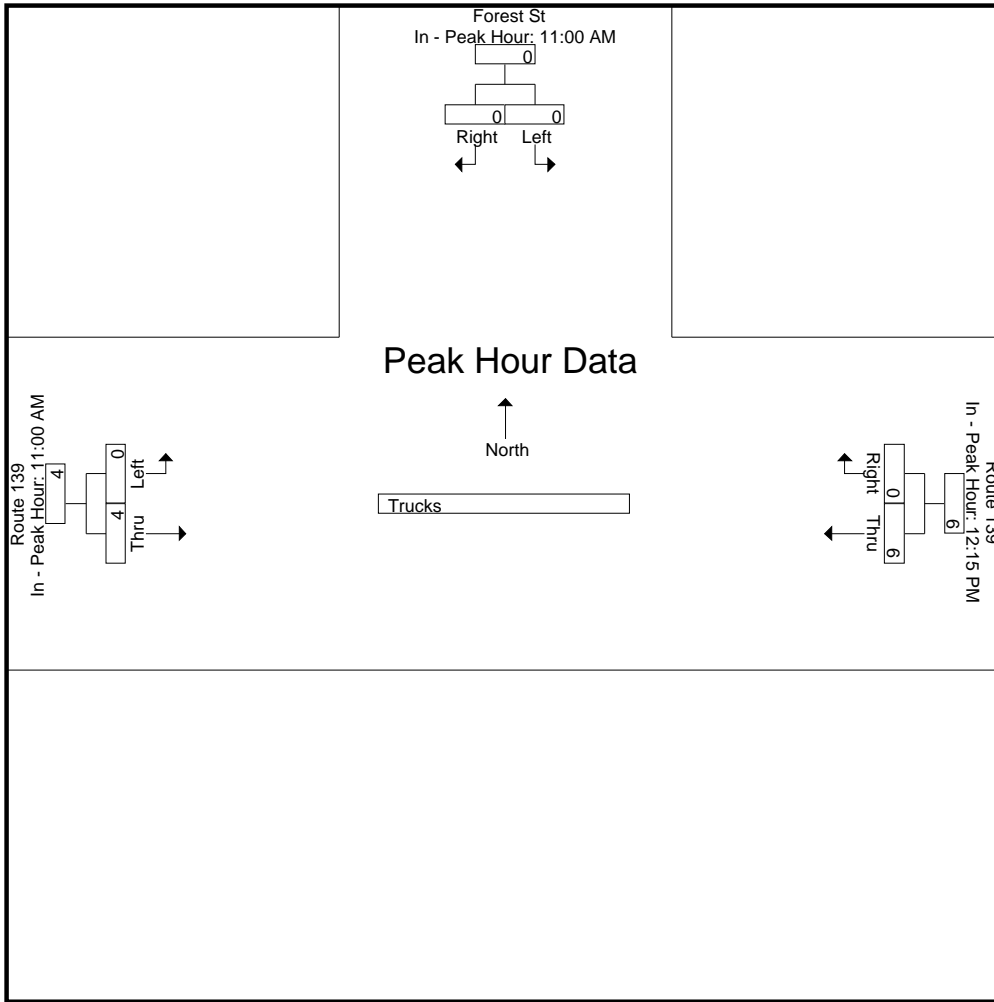 Forest St
In - Peak Hour: 11:00 AM
0
0 0
Right Left
Peak Hour Data
North
Trucks
Route 139
In - Peak Hour: 11:00 AM
4
0
4
Left
Thru
Right
Thru
0
6
6
In - Peak Hour: 12:15 PM
Route 139